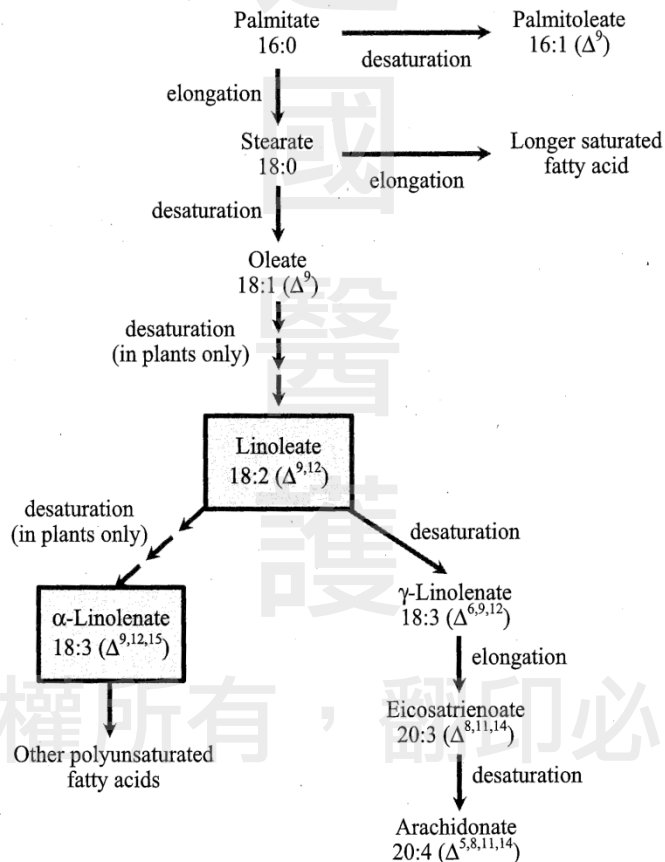 Palmitate
16:0
desaturation
Palmitoleate
16:1 (Δ⁹)
elongation
Stearate
18:0
elongation
Longer saturated
fatty acid
desaturation
Oleate
18:1 (Δ⁹)
desaturation
(in plants only)
Linoleate
18:2 (Δ⁹,¹²)
desaturation
(in plants only)
desaturation
α-Linolenate
18:3 (Δ⁹,¹²,¹⁵)
γ-Linolenate
18:3 (Δ⁶,⁹,¹²)
elongation
Other polyunsaturated
fatty acids
Eicosatrienoate
20:3 (Δ⁸,¹¹,¹⁴)
desaturation
Arachidonate
20:4 (Δ⁵,⁸,¹¹,¹⁴)
國
醫
護
權所有，翻印必